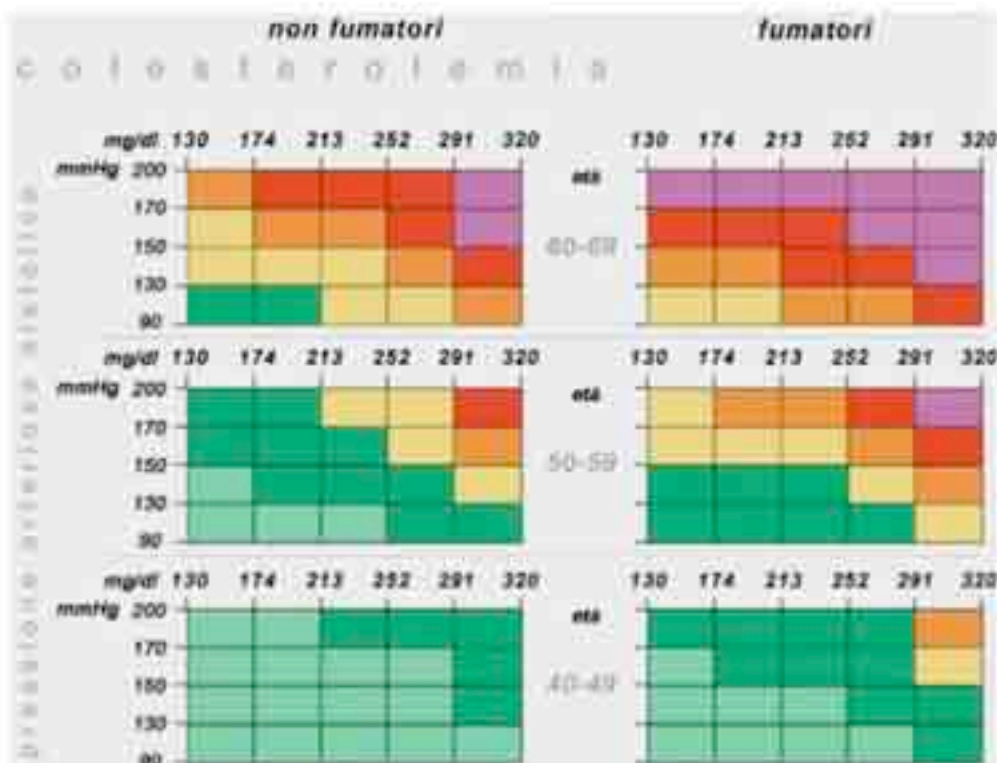 non fumatori fumatori
colesterolemia
mg/dl 130 174 213 252 291 320 130 174 213 252 291 320
mmHg 200 età
170
150 60-69
130
90
mg/dl 130 174 213 252 291 320 130 174 213 252 291 320
mmHg 200 età
170
150 50-59
130
90
mg/dl 130 174 213 252 291 320 130 174 213 252 291 320
mmHg 200 età
170
150 40-49
130
90
pressione arteriosa sistolica